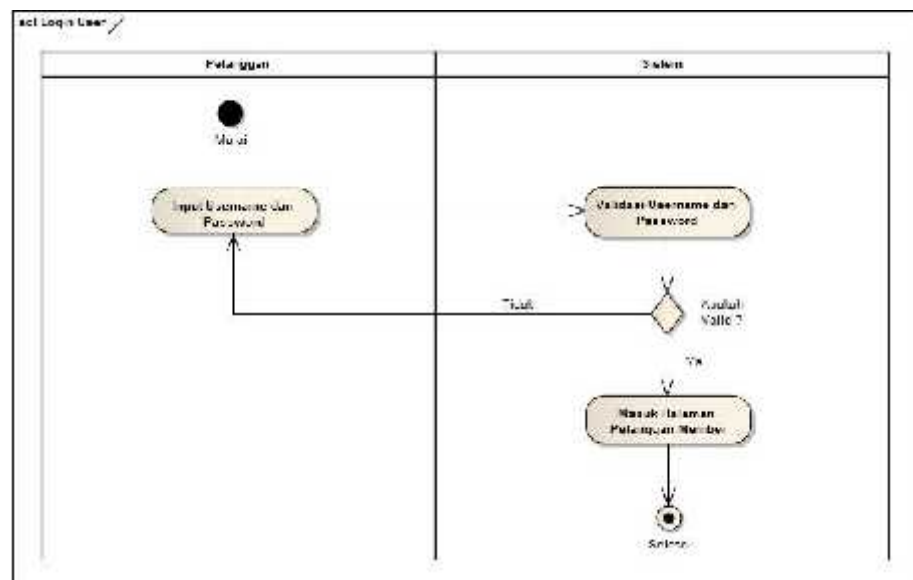 act Login User
Pelanggan
Sistem
Mulai
Input Username dan
Password
Validasi Username dan
Password
Tidak
Apakah
Valid ?
Ya
Masuk Halaman
Pelanggan Member
Selesai